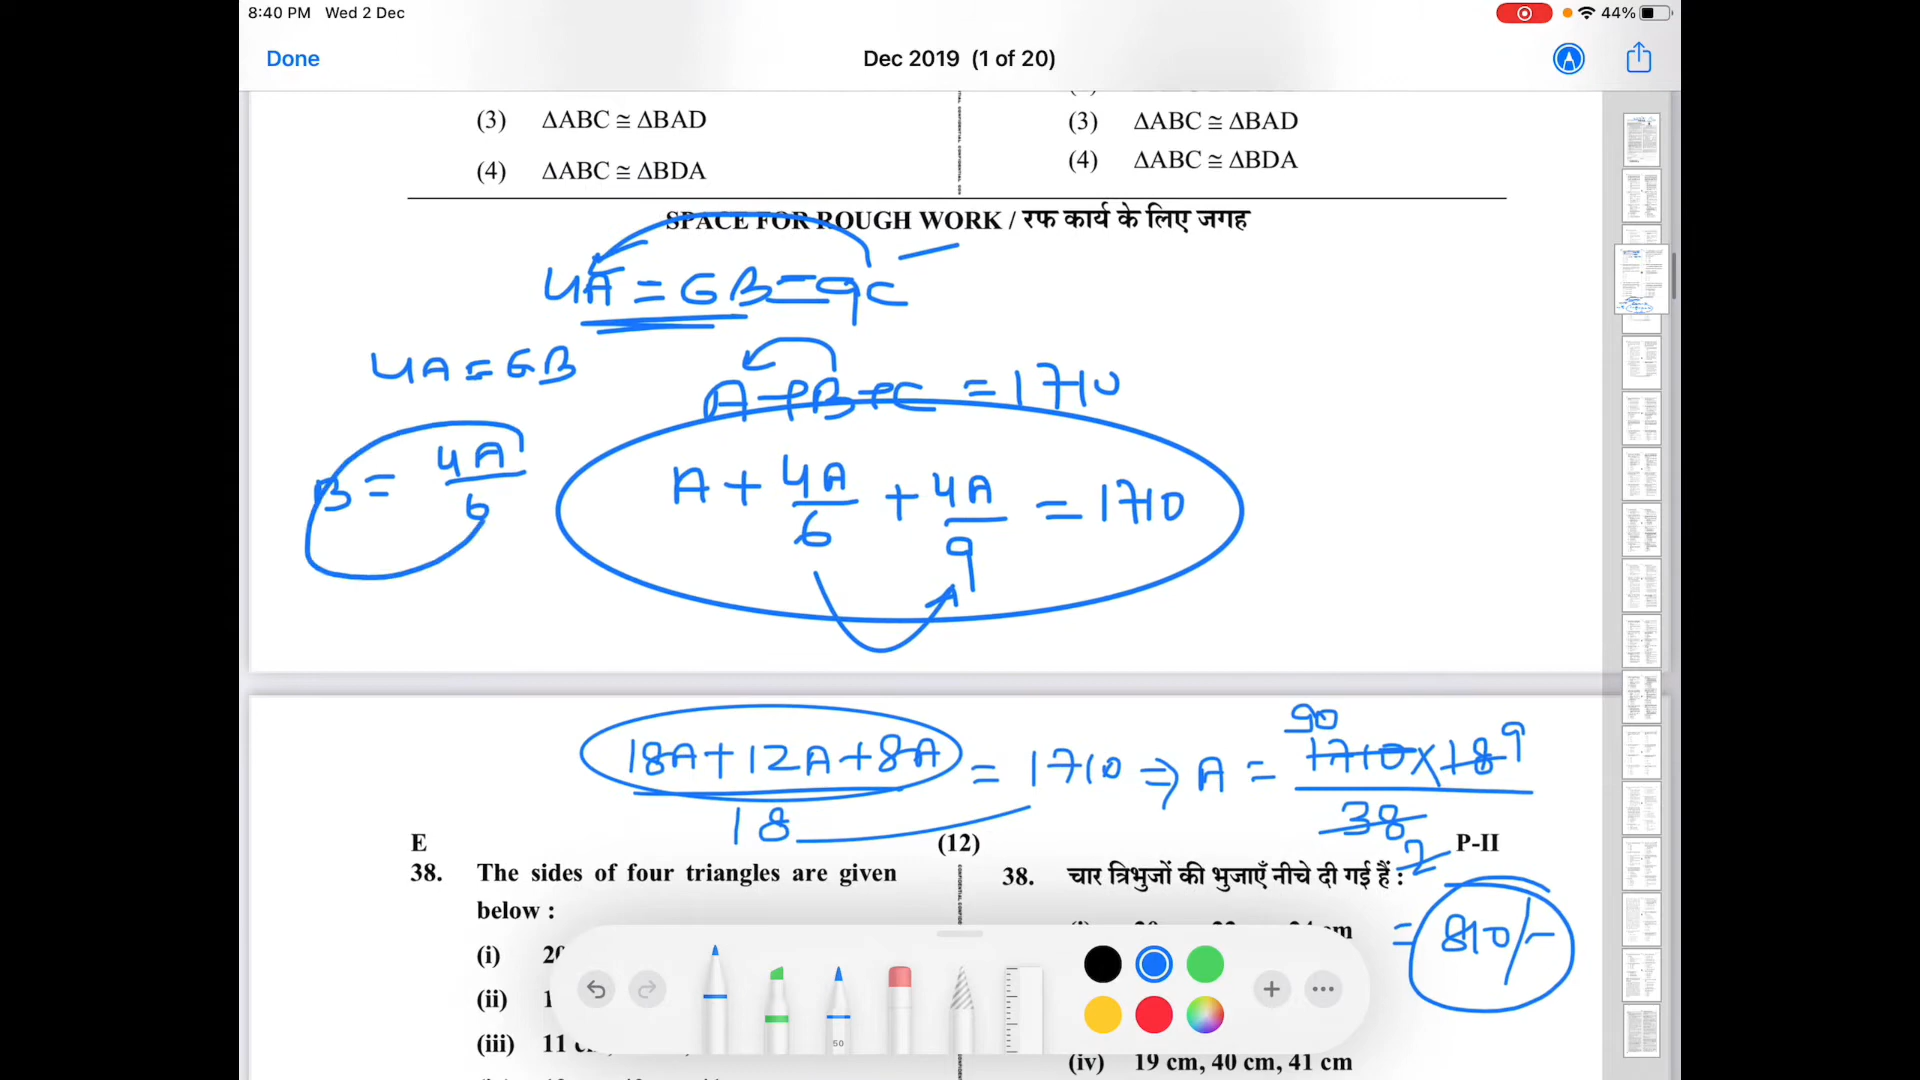 8:40 PM Wed 2 Dec 44%
Done Dec 2019 (1 of 20)
(3) ΔABC ≅ ΔBAD
(4) ΔABC ≅ ΔBDA
(3) ΔABC ≅ ΔBAD
(4) ΔABC ≅ ΔBDA
SPACE FOR ROUGH WORK / रफ कार्य के लिए जगह
4A = 6B = 9C
4A = 6B
A + B + C = 1710
B = 4A/6
A + 4A/6 + 4A/9 = 1710
90
18A + 12A + 8A / 18 = 1710 ⇒ A = 1710 × 18 9 / 38
2
= 810/-
E (12) P-II
38. The sides of four triangles are given
below :
(i) 20
(ii) 1
(iii) 11
38. चार त्रिभुजों की भुजाएँ नीचे दी गई हैं :
(iv) 19 cm, 40 cm, 41 cm
50